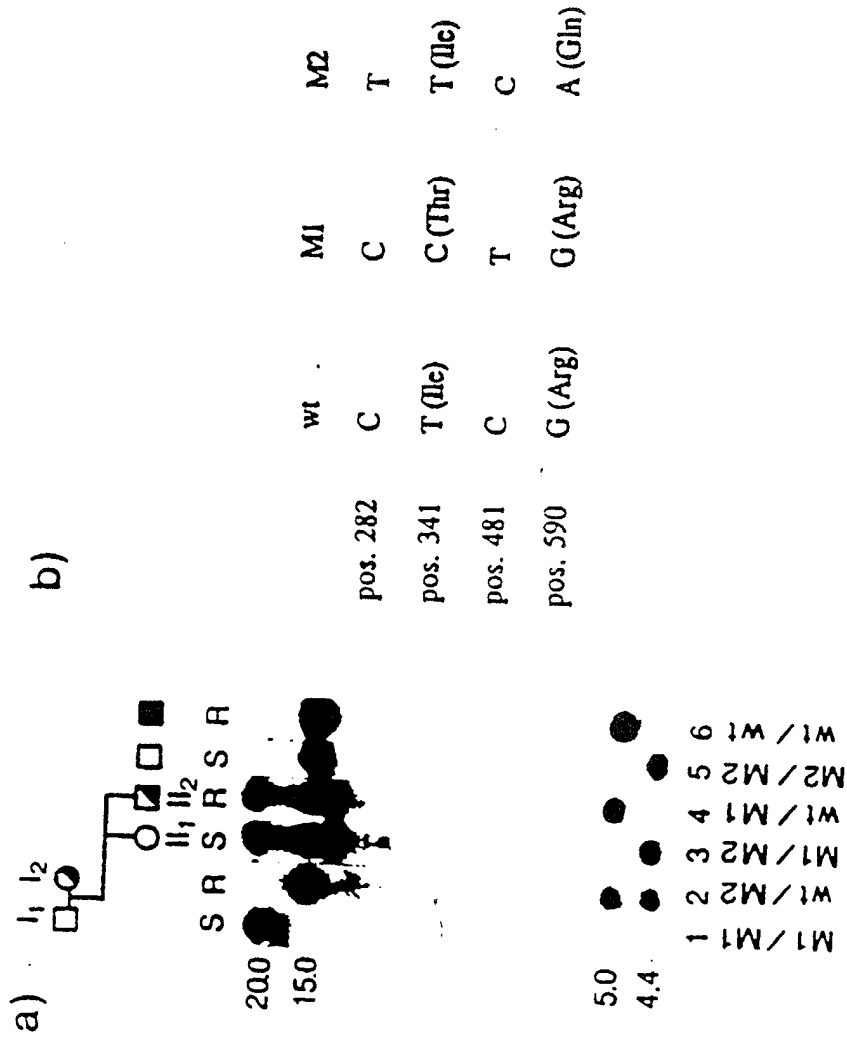 a)
I1 I2
II1 II2
S R S R S R
20.0
15.0
5.0
4.4
1 2 3 4 5 6
M1/M1 wt/M2 M1/M2 wt/M1 M2/M2 wt/wt
b)
wt M1 M2
pos. 282 C C T
pos. 341 T (Ile) C (Thr) T (Ile)
pos. 481 C T C
pos. 590 G (Arg) G (Arg) A (Gln)